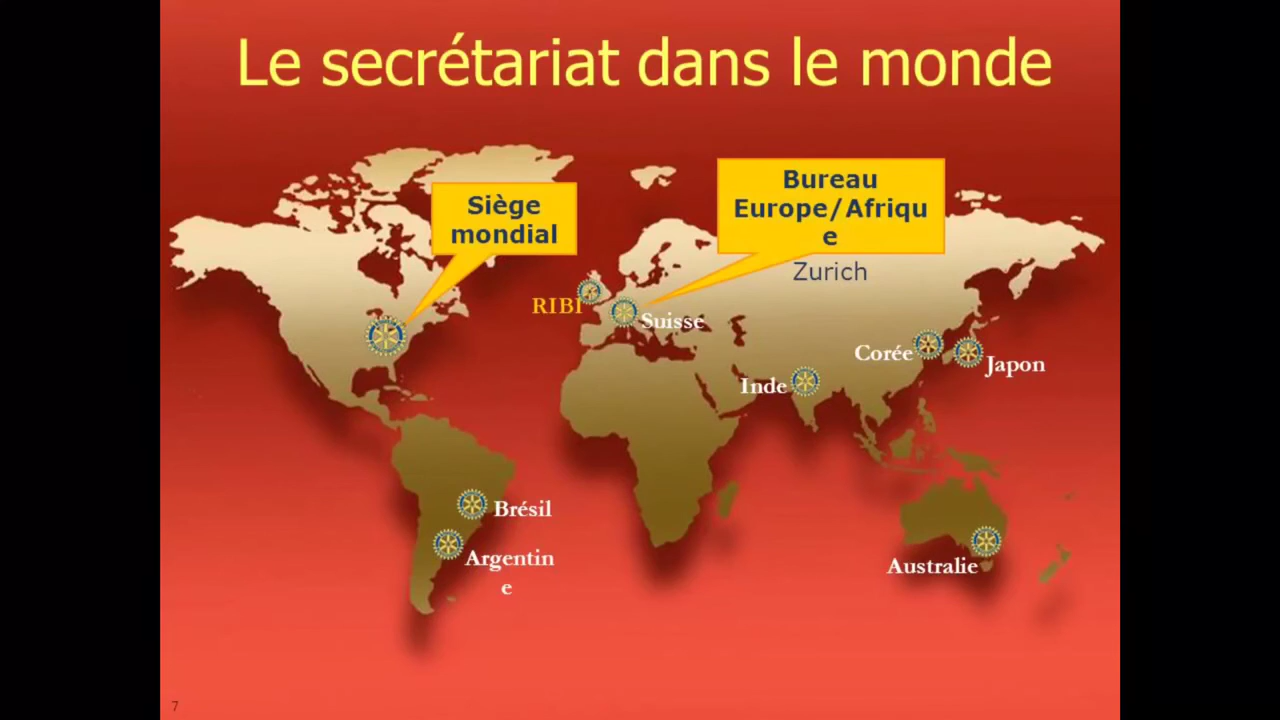 Le secrétariat dans le monde
Siège
mondial
Bureau
Europe/Afriqu
e
Zurich
RIBI
Suisse
Corée
Japon
Inde
Brésil
Argentin
e
Australie
7